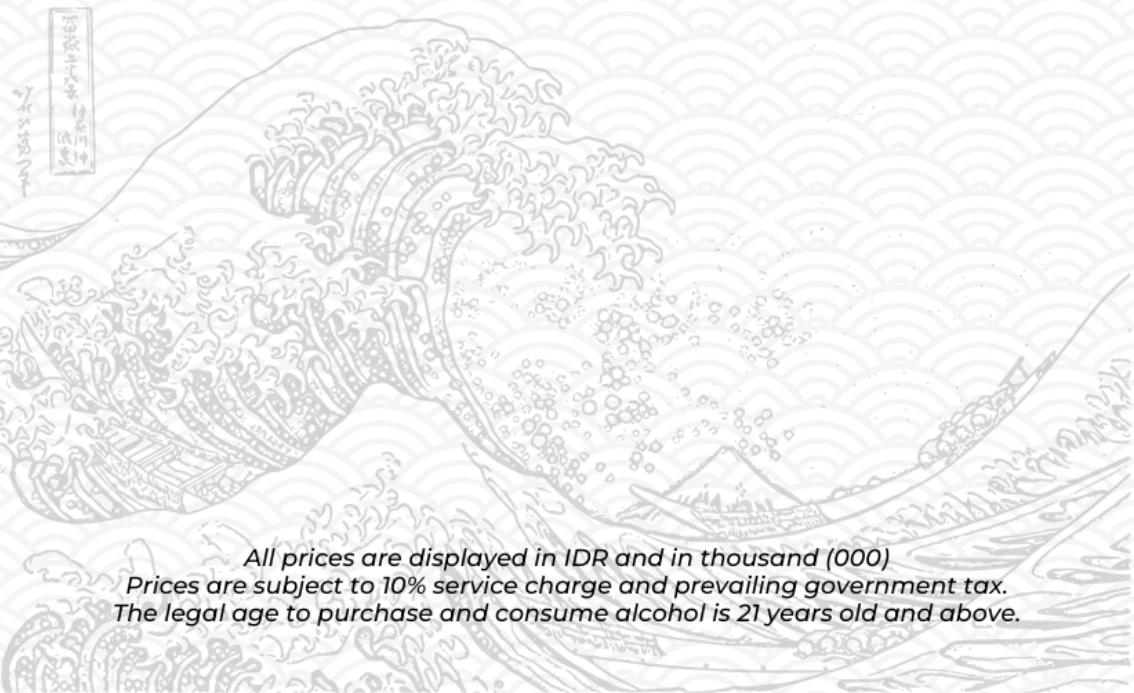 All prices are displayed in IDR and in thousand (000)
Prices are subject to 10% service charge and prevailing government tax.
The legal age to purchase and consume alcohol is 21 years old and above.